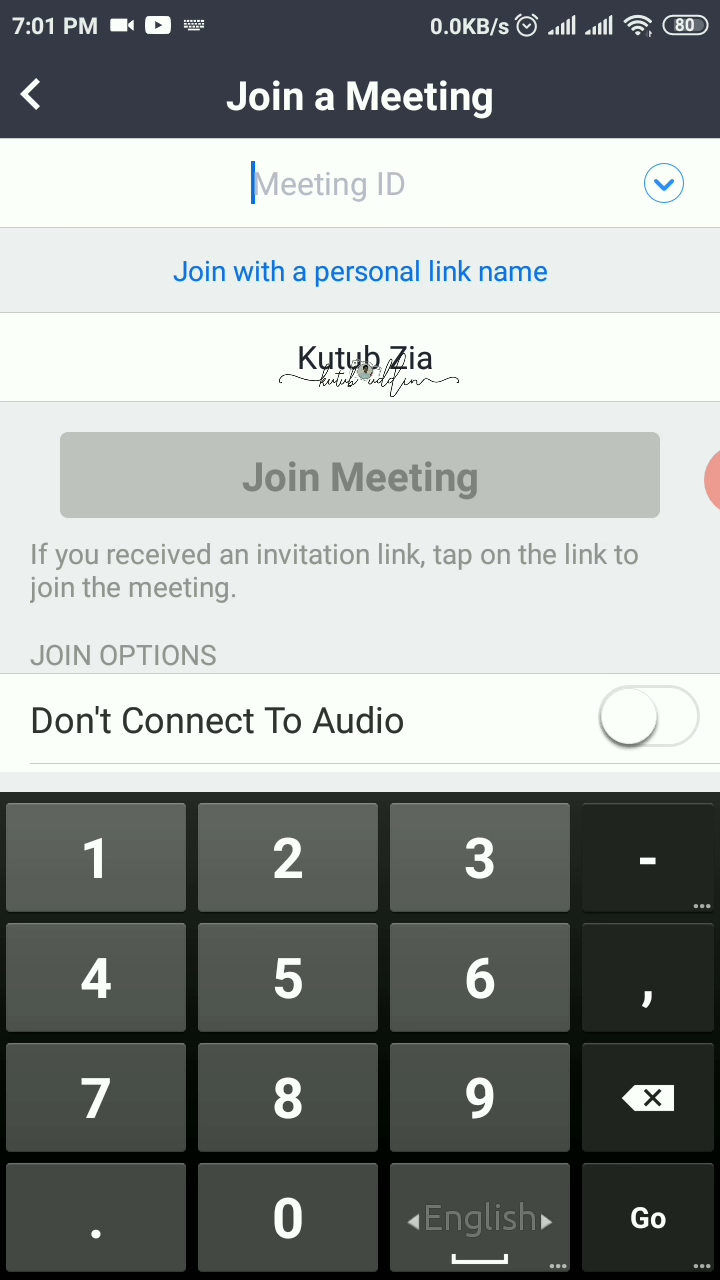 7:01 PM 0.0KB/s 80
Join a Meeting
Meeting ID
Join with a personal link name
Kutub Zia
kutub uddin
Join Meeting
If you received an invitation link, tap on the link to
join the meeting.
JOIN OPTIONS
Don't Connect To Audio
1 2 3 -
4 5 6 ,
7 8 9
. 0 English Go